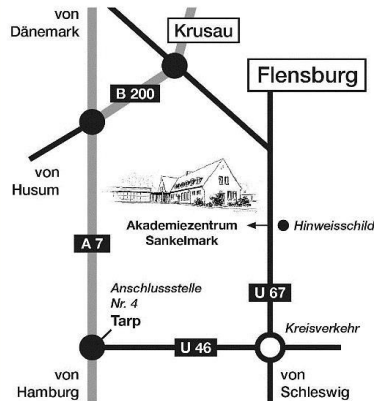 von
Dänemark
Krusau
Flensburg
B 200
von
Husum
Akademiezentrum
Sankelmark
Hinweisschild
A 7
Anschlussstelle
Nr. 4
Tarp
U 67
Kreisverkehr
U 46
von
Hamburg
von
Schleswig